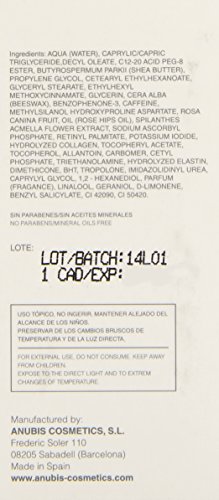 Ingredients: AQUA (WATER), CAPRYLIC/CAPRIC
TRIGLYCERIDE,DECYL OLEATE, C12-20 ACID PEG-8
ESTER, BUTYROSPERMUM PARKII (SHEA BUTTER),
PROPYLENE GLYCOL, CETEARYL ETHYLHEXANOATE,
GLYCERYL STEARATE, ETHYLHEXYL
METHOXYCINNAMATE, GLYCERIN, CERA ALBA
(BEESWAX), BENZOPHENONE-3, CAFFEINE,
METHYLSILANOL HYDROXYPROLINE ASPARTATE, ROSA
CANINA FRUIT, OIL (ROSE HIPS OIL), SPILANTHES
ACMELLA FLOWER EXTRACT, SODIUM ASCORBYL
PHOSPHATE, RETINYL PALMITATE, POTASSIUM IODIDE,
HYDROLYZED COLLAGEN, TOCOPHERYL ACETATE,
TOCOPHEROL, ALLANTOIN, CARBOMER, CETYL
PHOSPHATE, TRIETHANOLAMINE, HYDROLYZED ELASTIN,
DIMETHICONE, BHT, TROPOLONE, IMIDAZOLIDINYL UREA,
CAPRYLYL GLYCOL, 1,2 - HEXANEDIOL, PARFUM
(FRAGANCE), LINALOOL, GERANIOL, D-LIMONENE,
BENZYL SALICYLATE, CI 42090, CI 50420.
SIN PARABENES/SIN ACEITES MINERALES
NO PARABENS/MINERAL OILS FREE
LOTE:
LOT/BATCH:14L01
1 CAD/EXP:
USO TÓPICO, NO INGERIR. MANTENER ALEJADO DEL
ALCANCE DE LOS NIÑOS.
PRESERVAR DE LOS CAMBIOS BRUSCOS DE
TEMPERATURA Y DE LA LUZ DIRECTA.
FOR EXTERNAL USE. DO NOT CONSUME. KEEP AWAY
FROM CHILDREN.
EXPOSE TO THE DIRECT LIGHT AND TO EXTREM
CHANGES OF TEMPERATURE.
Manufactured by:
ANUBIS COSMETICS, S.L.
Frederic Soler 110
08205 Sabadell (Barcelona)
Made in Spain
www.anubis-cosmetics.com